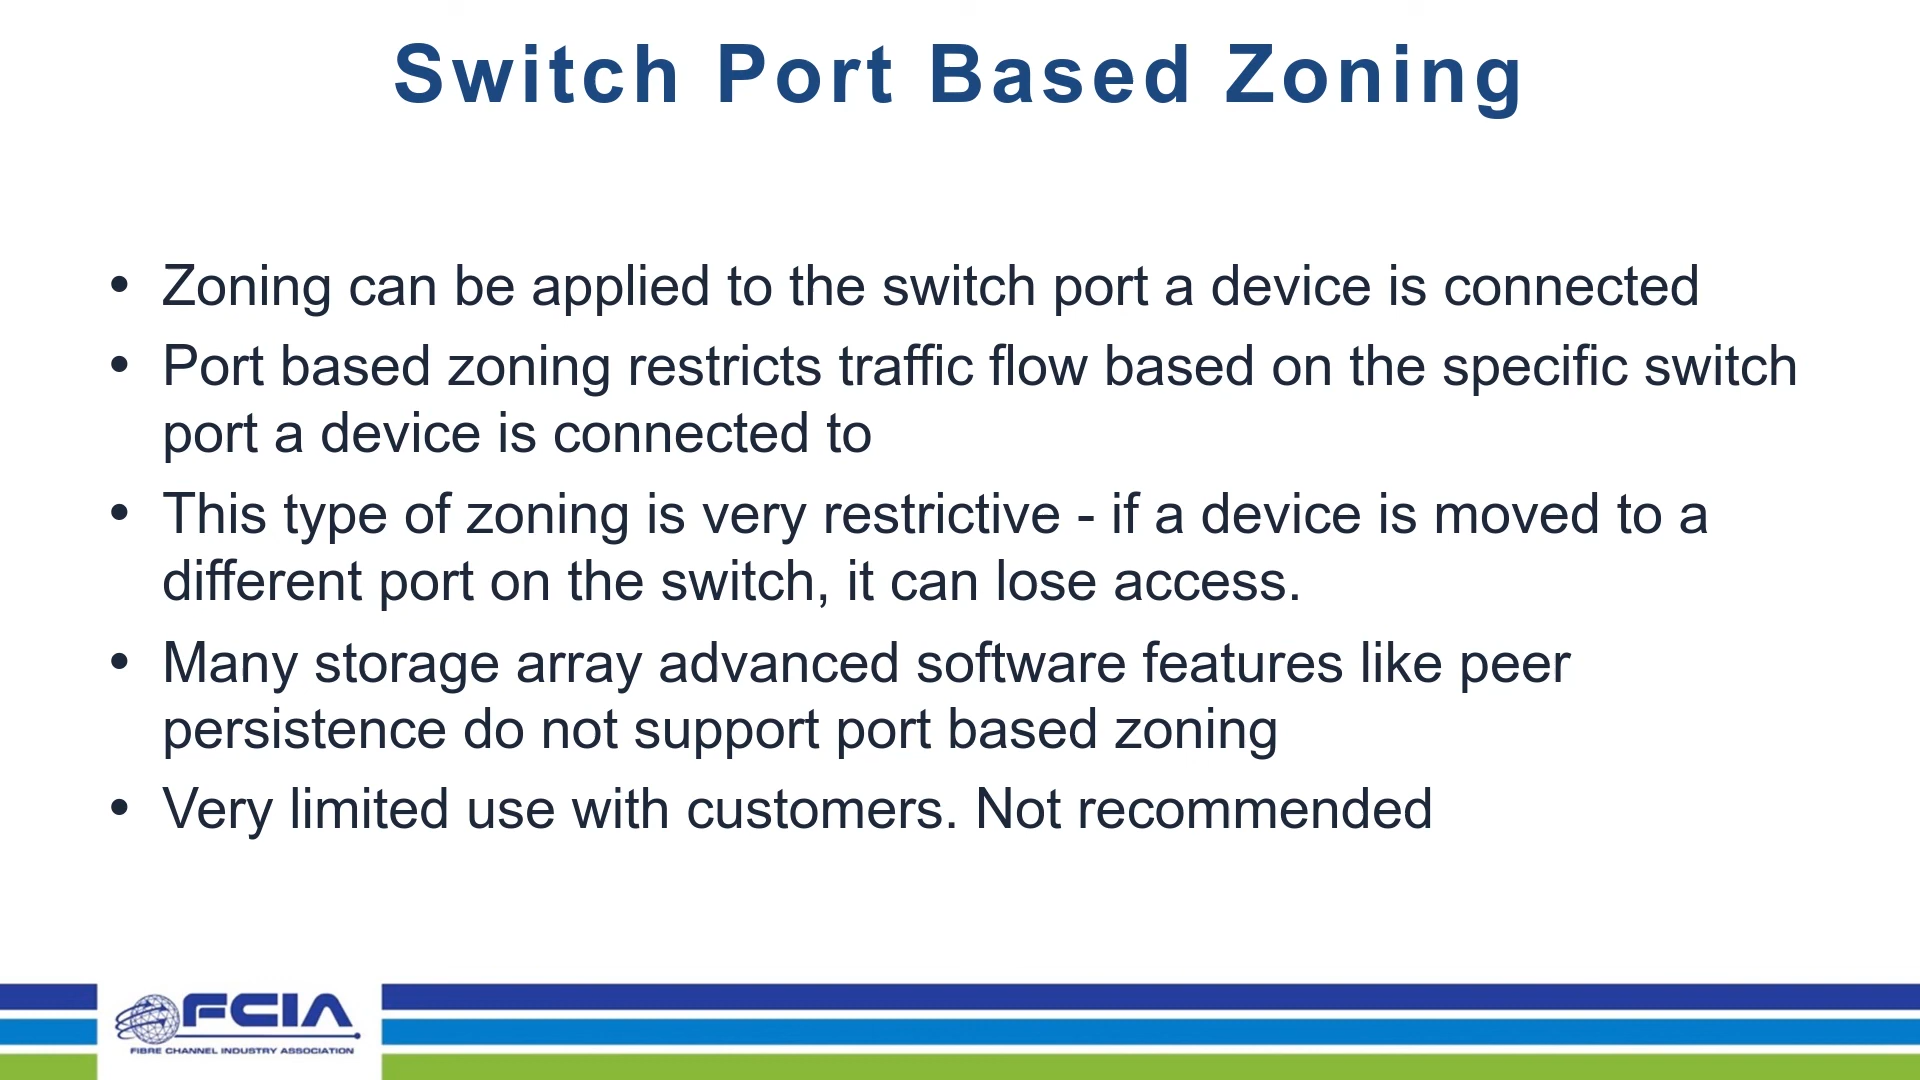 Switch Port Based Zoning
• Zoning can be applied to the switch port a device is connected
• Port based zoning restricts traffic flow based on the specific switch
port a device is connected to
• This type of zoning is very restrictive - if a device is moved to a
different port on the switch, it can lose access.
• Many storage array advanced software features like peer
persistence do not support port based zoning
• Very limited use with customers. Not recommended
FCIA
FIBRE CHANNEL INDUSTRY ASSOCIATION